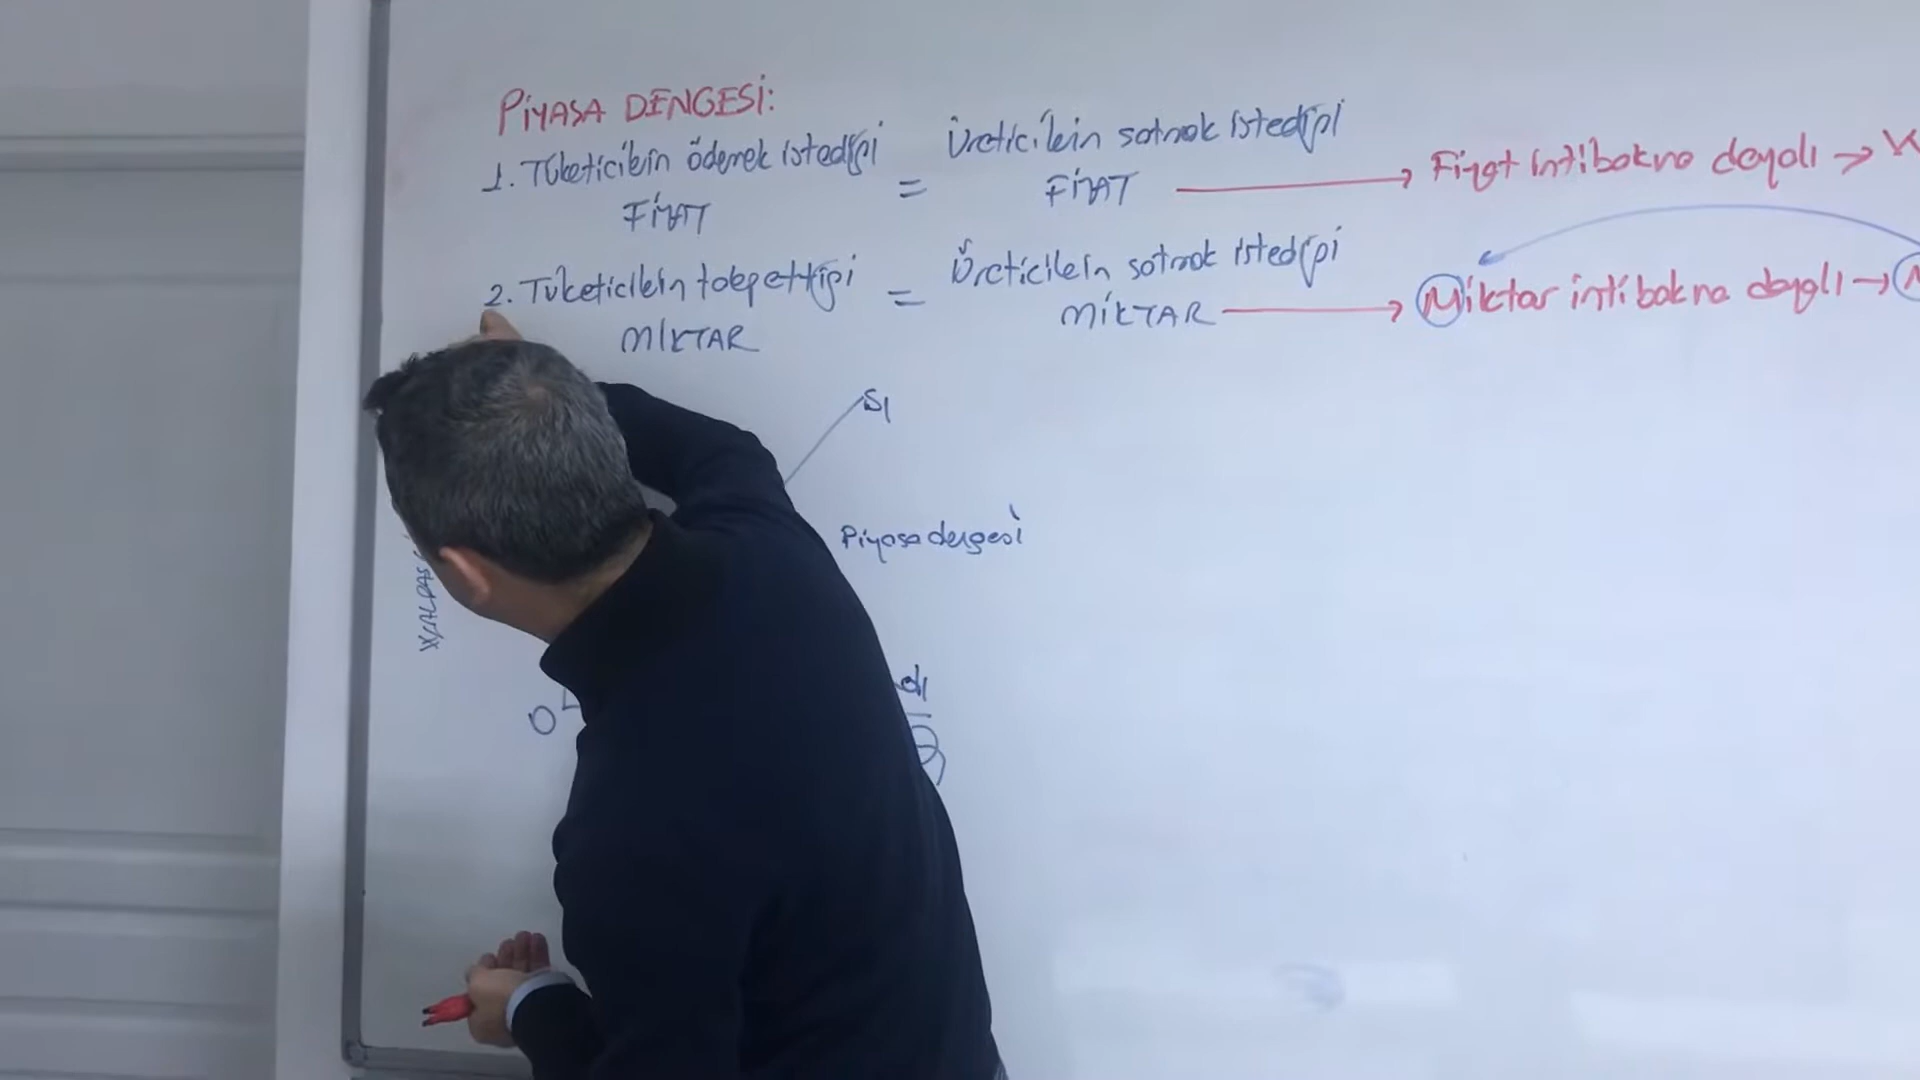 PİYASA DENGESİ:
1. Tüketicilerin ödemek istediği = Üreticilerin satmak istediği
FİYAT FİYAT → Fiyat intibakına dayalı →
2. Tüketicilerin talep ettiği = Üreticilerin satmak istediği
MİKTAR MİKTAR → Miktar intibakına dayalı →
S1
Piyasa dengesi
d1
0
Q